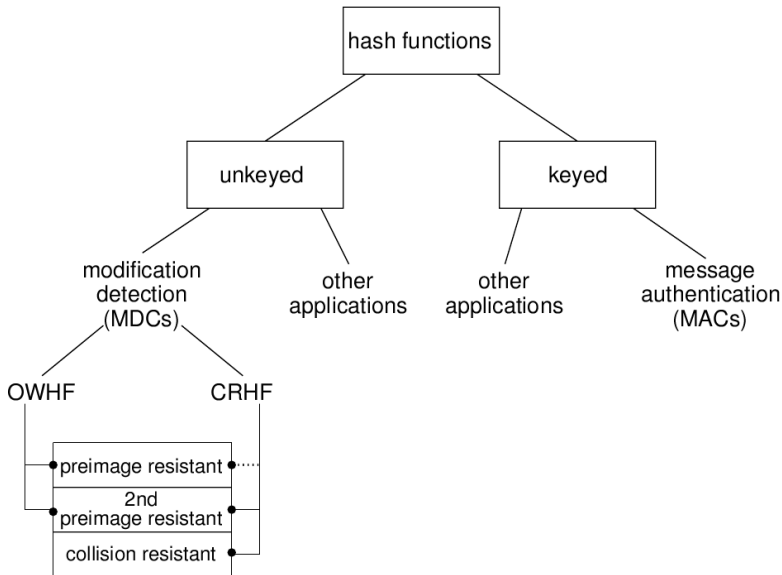 hash functions
unkeyed
keyed
modification
detection
(MDCs)
other
applications
other
applications
message
authentication
(MACs)
OWHF
CRHF
preimage resistant
2nd
preimage resistant
collision resistant